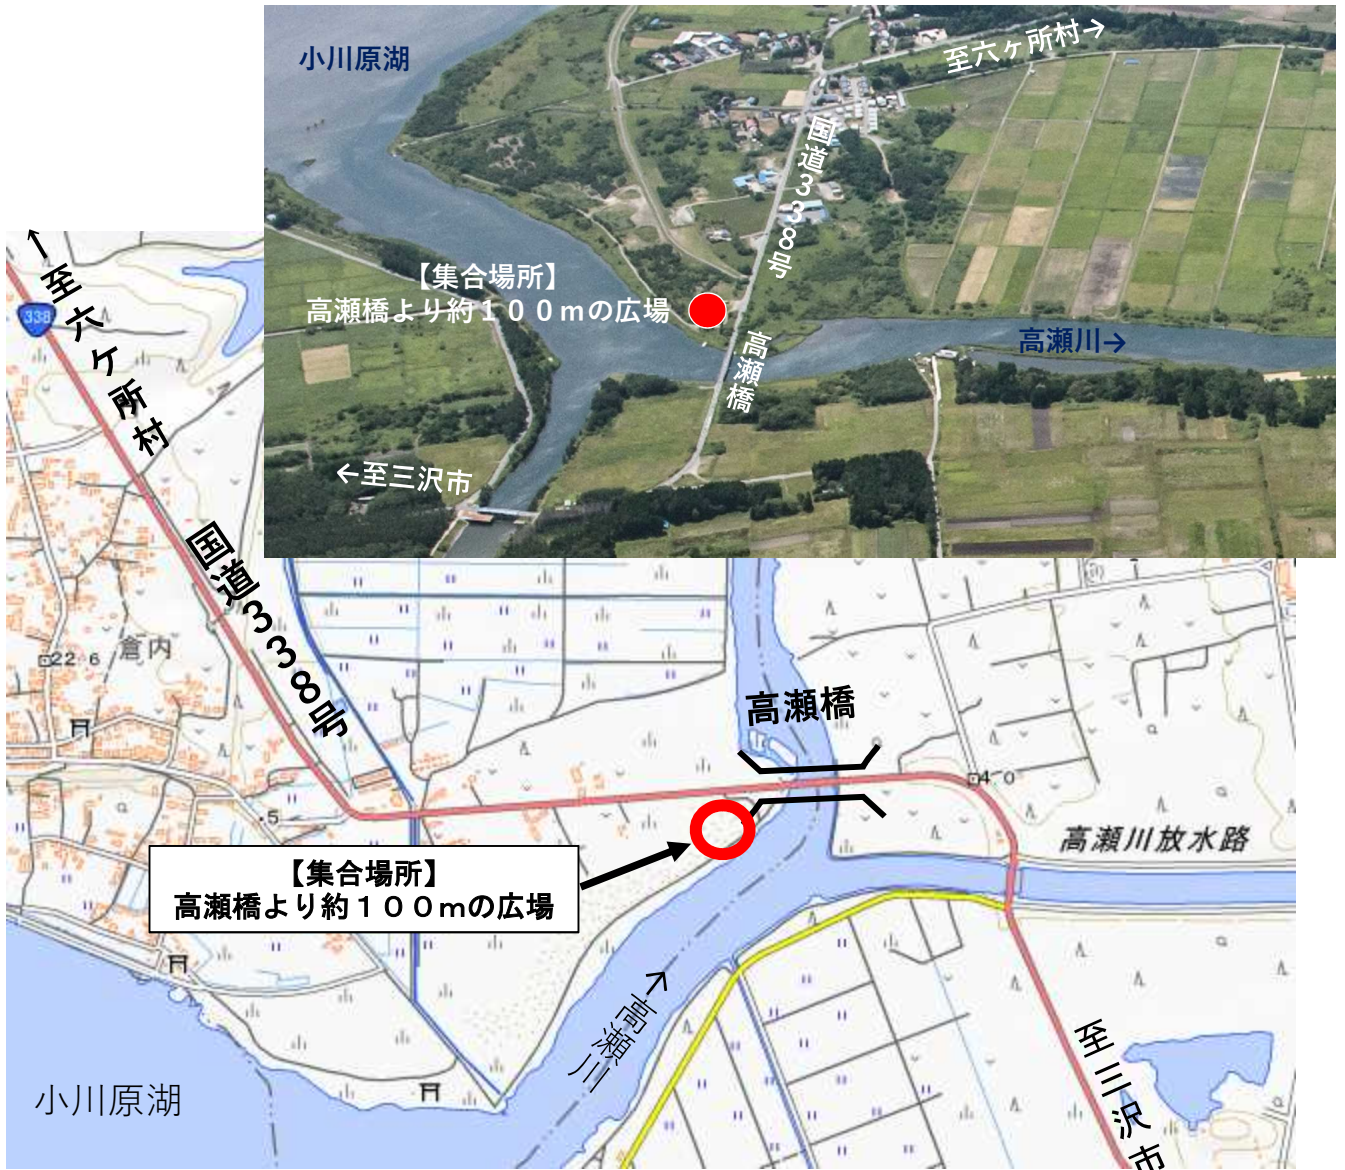 小川原湖
至六ヶ所村→
国道338号
【集合場所】
高瀬橋より約１００ｍの広場
高瀬橋
高瀬川→
←至三沢市
←至六ケ所村
338
国道338号
倉内
22.6
高瀬橋
4.0
.5
高瀬川放水路
【集合場所】
高瀬橋より約１００ｍの広場
→高瀬川
小川原湖
至三沢市